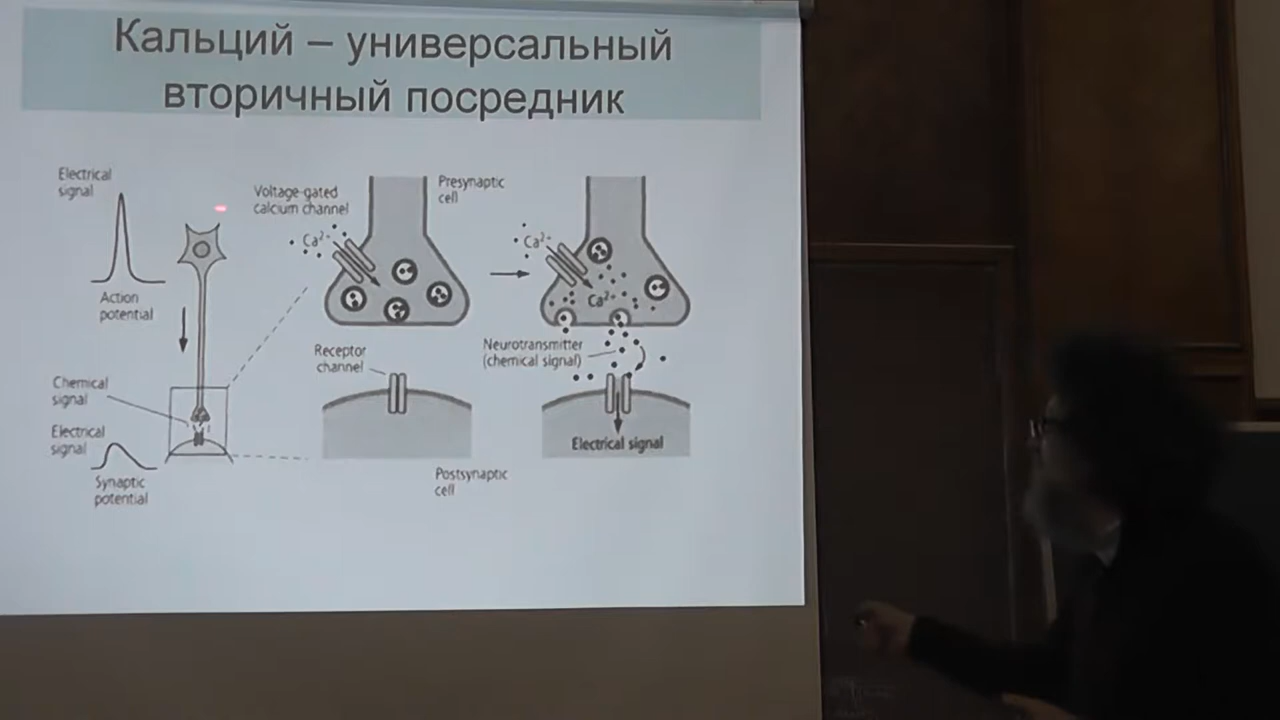 Кальций – универсальный
вторичный посредник
Electrical
signal
Action
potential
Chemical
signal
Electrical
signal
Synaptic
potential
Voltage-gated
calcium channel
Ca²⁺
Presynaptic
cell
Receptor
channel
Postsynaptic
cell
Ca²⁺
Ca²⁺
Neurotransmitter
(chemical signal)
Electrical signal